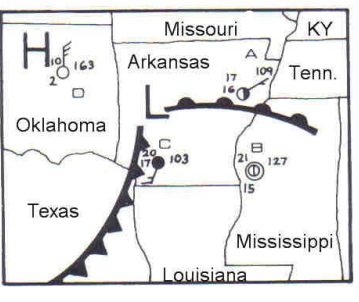 Missouri
KY
H
10 163
2
D
Oklahoma
Arkansas
A
109
17
16
Tenn.
L
C
20 103
17
B
21 127
15
Texas
Mississippi
Louisiana